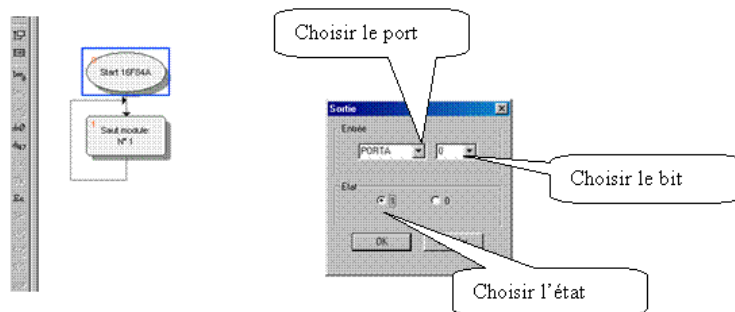 Choisir le port
Start 16F84A
Saut module:
N° 1
1
Sortie
Entrée
PORTA
0
Choisir le bit
Etat
1
0
OK
Choisir l'état